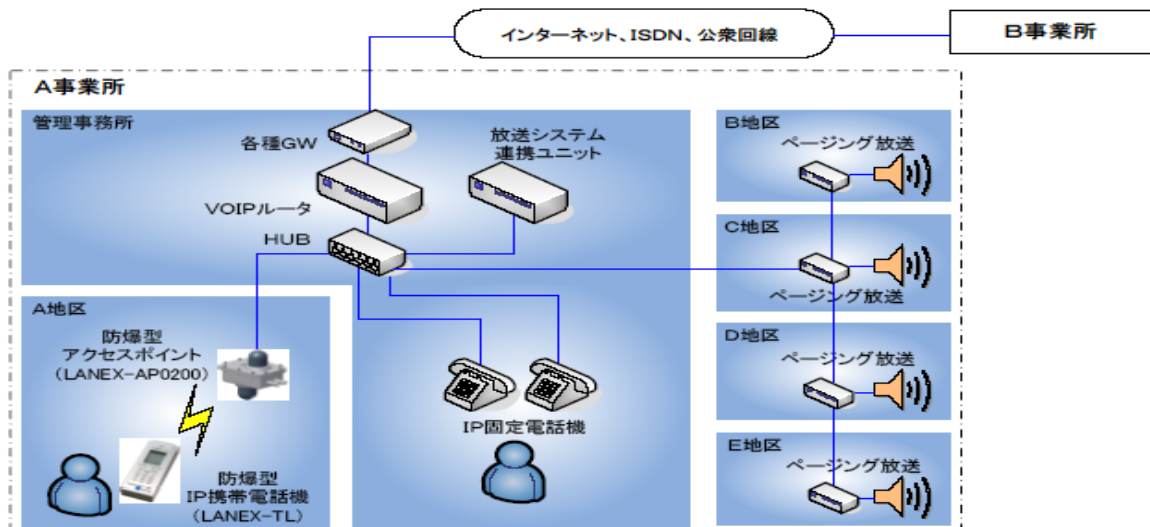 インターネット、ISDN、公衆回線
B事業所
A事業所
管理事務所
各種GW
放送システム
連携ユニット
VOIPルータ
HUB
A地区
防爆型
アクセスポイント
(LANEX-AP0200)
防爆型
IP携帯電話機
(LANEX-TL)
IP固定電話機
B地区
ページング放送
C地区
ページング放送
D地区
ページング放送
E地区
ページング放送